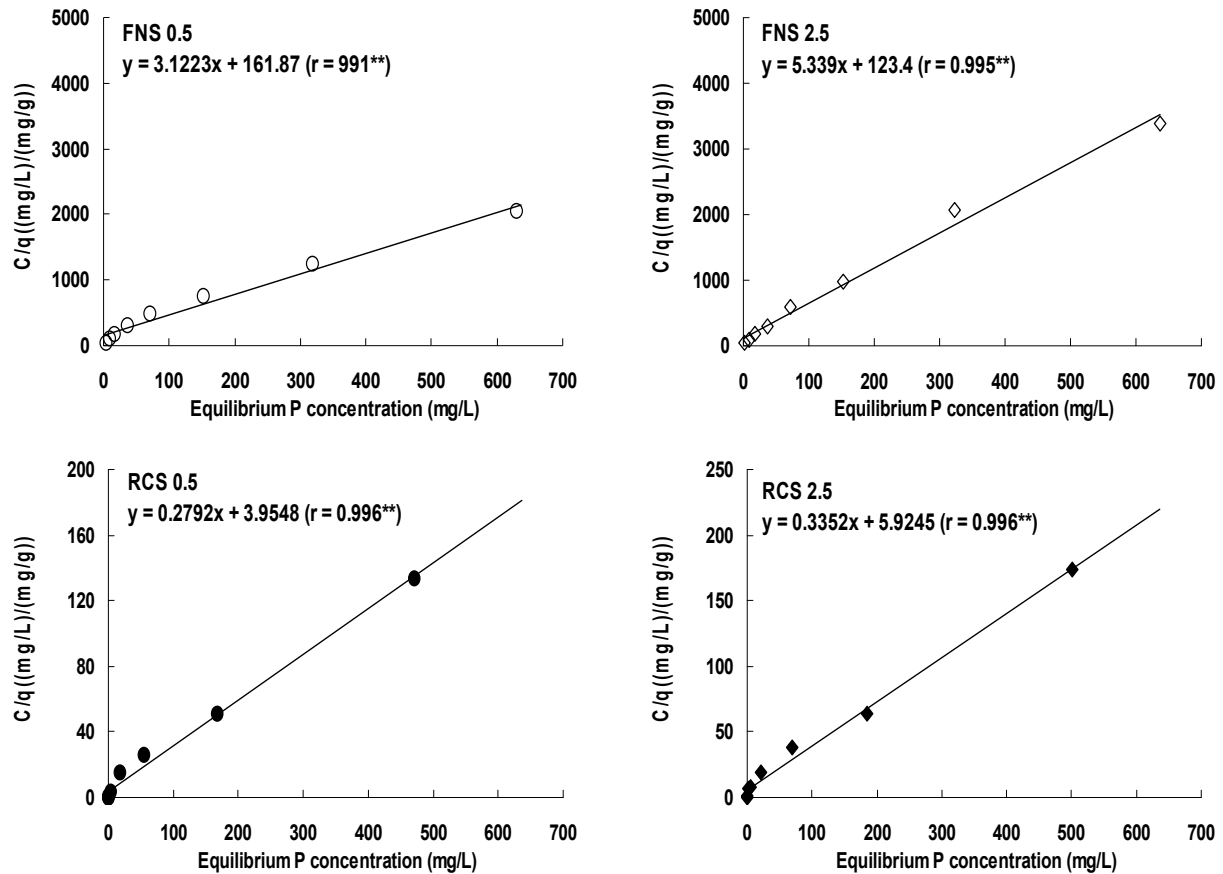 FNS 0.5
y = 3.1223x + 161.87 (r = 991**)
C/q((mg/L)/(mg/g))
5000
4000
3000
2000
1000
0
0 100 200 300 400 500 600 700
Equilibrium P concentration (mg/L)
FNS 2.5
y = 5.339x + 123.4 (r = 0.995**)
C/q((mg/L)/(mg/g))
5000
4000
3000
2000
1000
0
0 100 200 300 400 500 600 700
Equilibrium P concentration (mg/L)
RCS 0.5
y = 0.2792x + 3.9548 (r = 0.996**)
C/q((mg/L)/(mg/g))
200
160
120
80
40
0
0 100 200 300 400 500 600 700
Equilibrium P concentration (mg/L)
RCS 2.5
y = 0.3352x + 5.9245 (r = 0.996**)
C/q((mg/L)/(mg/g))
250
200
150
100
50
0
0 100 200 300 400 500 600 700
Equilibrium P concentration (mg/L)